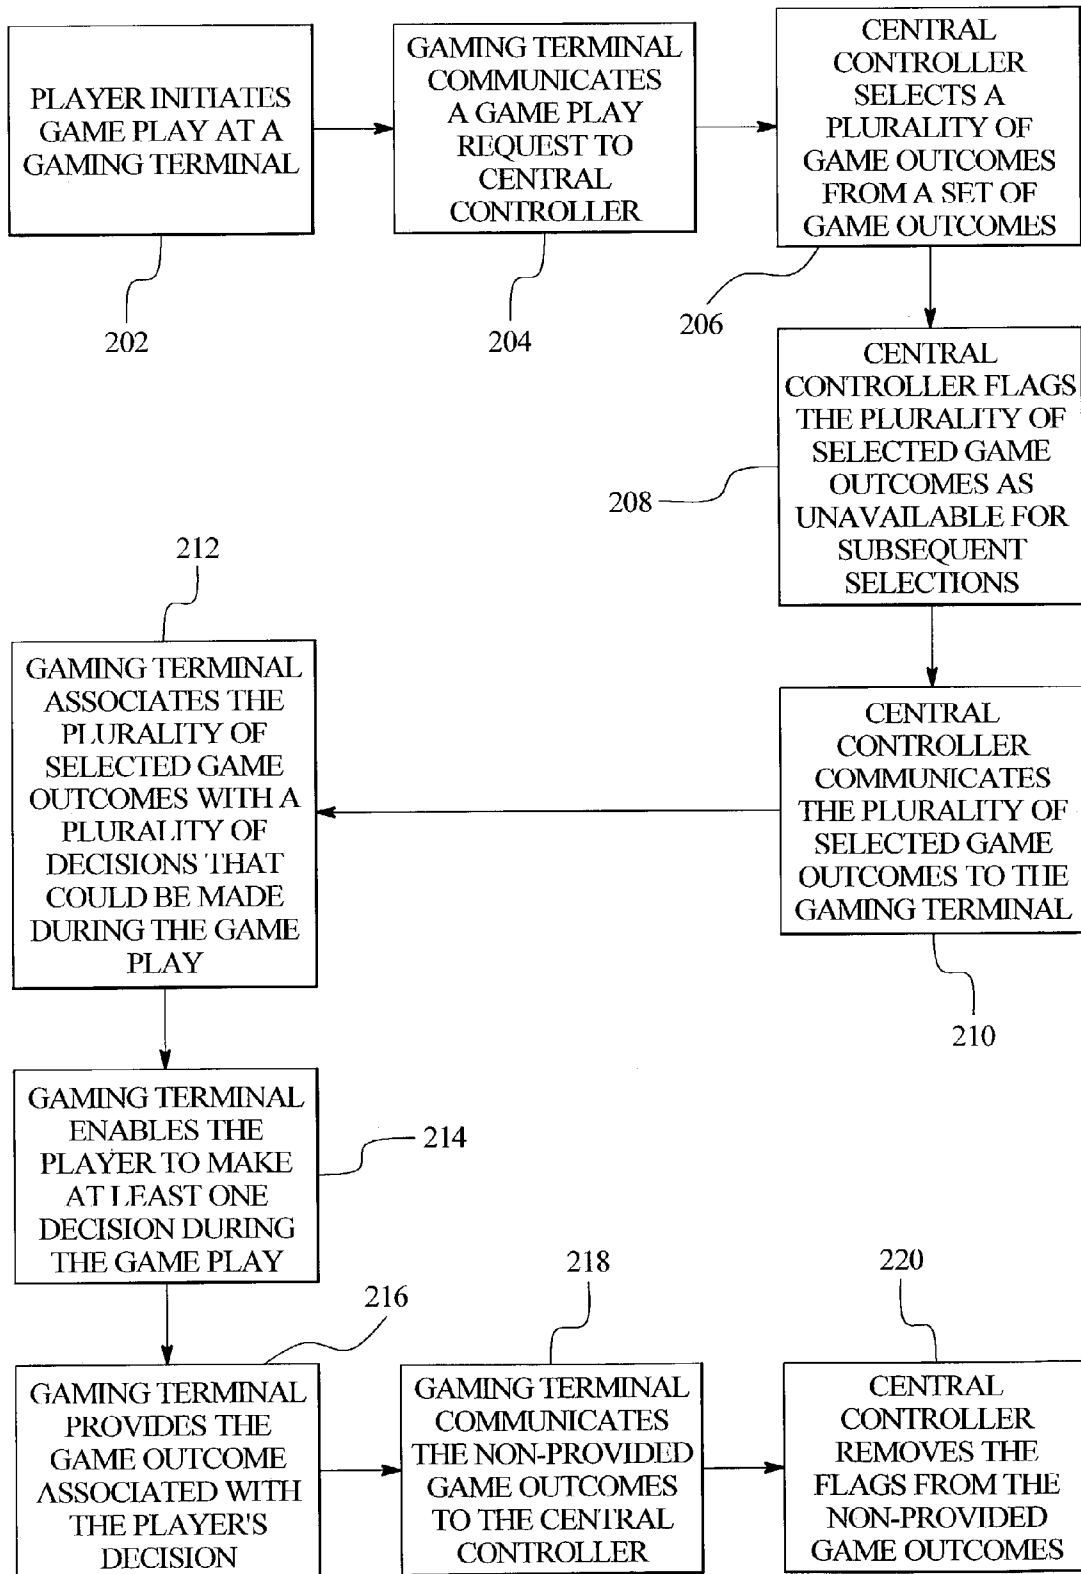 PLAYER INITIATES
GAME PLAY AT A
GAMING TERMINAL
202
GAMING TERMINAL
COMMUNICATES
A GAME PLAY
REQUEST TO
CENTRAL
CONTROLLER
204
CENTRAL
CONTROLLER
SELECTS A
PLURALITY OF
GAME OUTCOMES
FROM A SET OF
GAME OUTCOMES
206
CENTRAL
CONTROLLER FLAGS
THE PLURALITY OF
SELECTED GAME
OUTCOMES AS
UNAVAILABLE FOR
SUBSEQUENT
SELECTIONS
208
CENTRAL
CONTROLLER
COMMUNICATES
THE PLURALITY OF
SELECTED GAME
OUTCOMES TO THE
GAMING TERMINAL
210
212
GAMING TERMINAL
ASSOCIATES THE
PLURALITY OF
SELECTED GAME
OUTCOMES WITH A
PLURALITY OF
DECISIONS THAT
COULD BE MADE
DURING THE GAME
PLAY
GAMING TERMINAL
ENABLES THE
PLAYER TO MAKE
AT LEAST ONE
DECISION DURING
THE GAME PLAY
214
216
GAMING TERMINAL
PROVIDES THE
GAME OUTCOME
ASSOCIATED WITH
THE PLAYER'S
DECISION
218
GAMING TERMINAL
COMMUNICATES
THE NON-PROVIDED
GAME OUTCOMES
TO THE CENTRAL
CONTROLLER
220
CENTRAL
CONTROLLER
REMOVES THE
FLAGS FROM THE
NON-PROVIDED
GAME OUTCOMES